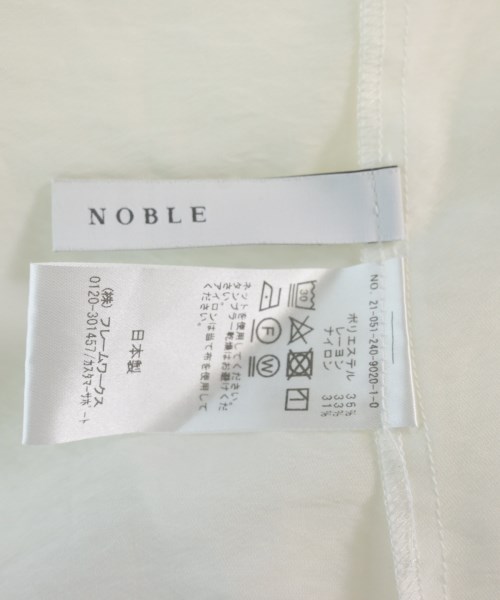 NOBLE
NO. 21-051-240-9020-1-0
ポリエステル 36%
レーヨン 33%
ナイロン 31%
30
F W
ネットを使用してください。
タンブラー乾燥はお避けくだ
さい。
アイロンは当て布を使用して
ください。
日本製
(株) フレームワークス
0120-301457/カスタマーサポート